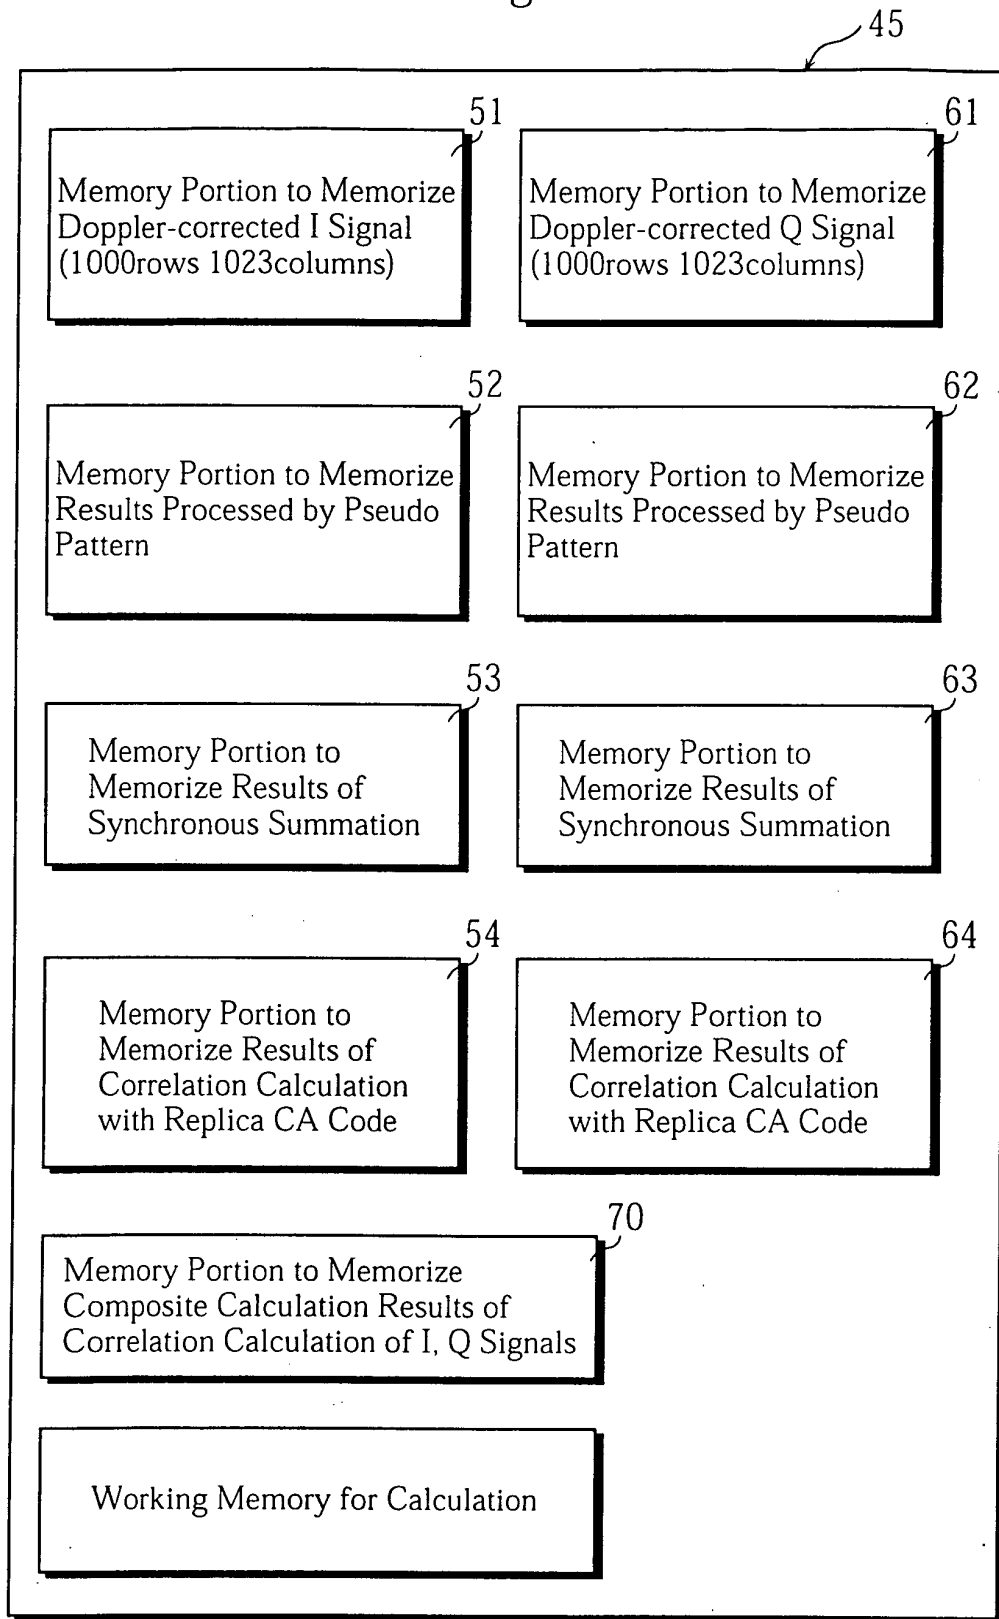 45
51
61
Memory Portion to Memorize
Doppler-corrected I Signal
(1000rows 1023columns)
Memory Portion to Memorize
Doppler-corrected Q Signal
(1000rows 1023columns)
52
62
Memory Portion to Memorize
Results Processed by Pseudo
Pattern
Memory Portion to Memorize
Results Processed by Pseudo
Pattern
53
63
Memory Portion to
Memorize Results of
Synchronous Summation
Memory Portion to
Memorize Results of
Synchronous Summation
54
64
Memory Portion to
Memorize Results of
Correlation Calculation
with Replica CA Code
Memory Portion to
Memorize Results of
Correlation Calculation
with Replica CA Code
70
Memory Portion to Memorize
Composite Calculation Results of
Correlation Calculation of I, Q Signals
Working Memory for Calculation